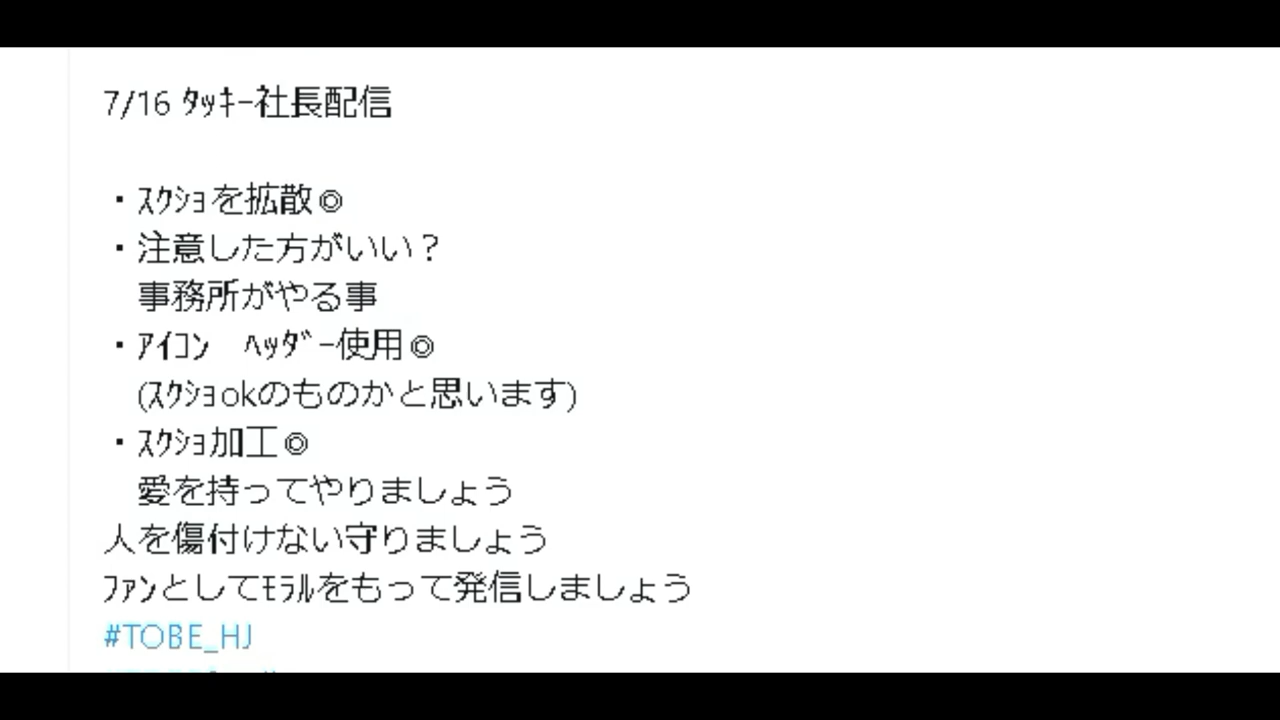 7/16 ﾀｯｷｰ社長配信
・ｽｸｼｮを拡散◎
・注意した方がいい？
事務所がやる事
・ｱｲｺﾝ　ﾍｯﾀﾞｰ使用◎
(ｽｸｼｮokのものかと思います)
・ｽｸｼｮ加工◎
愛を持ってやりましょう
人を傷付けない守りましょう
ﾌｧﾝとしてﾓﾗﾙをもって発信しましょう
#TOBE_HJ